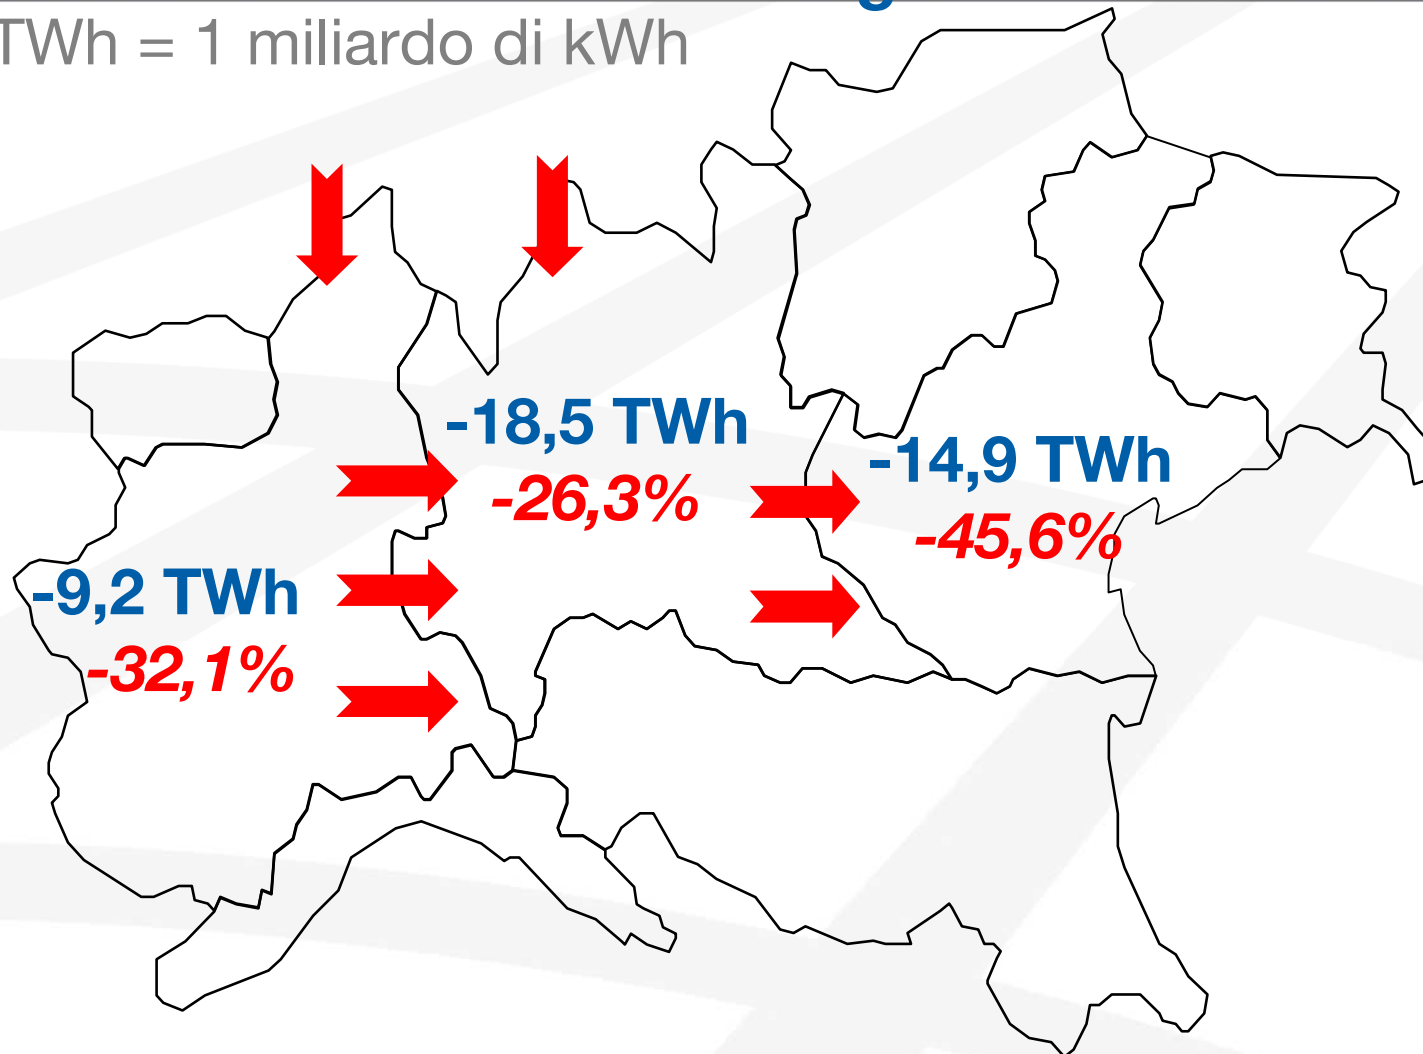 TWh = 1 miliardo di kWh
-18,5 TWh
-26,3%
-14,9 TWh
-45,6%
-9,2 TWh
-32,1%